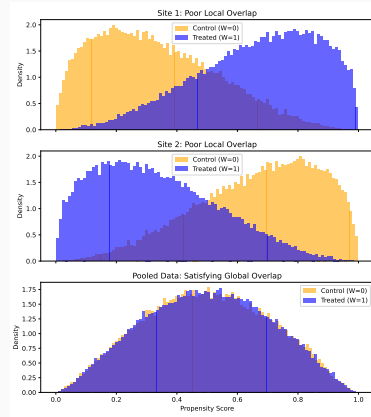 Site 1: Poor Local Overlap
2.0
1.5
1.0
0.5
0.0
Density
Control (W=0)
Treated (W=1)
Site 2: Poor Local Overlap
2.0
1.5
1.0
0.5
0.0
Density
Control (W=0)
Treated (W=1)
Pooled Data: Satisfying Global Overlap
1.75
1.50
1.25
1.00
0.75
0.50
0.25
0.00
Density
Control (W=0)
Treated (W=1)
0.0 0.2 0.4 0.6 0.8 1.0
Propensity Score